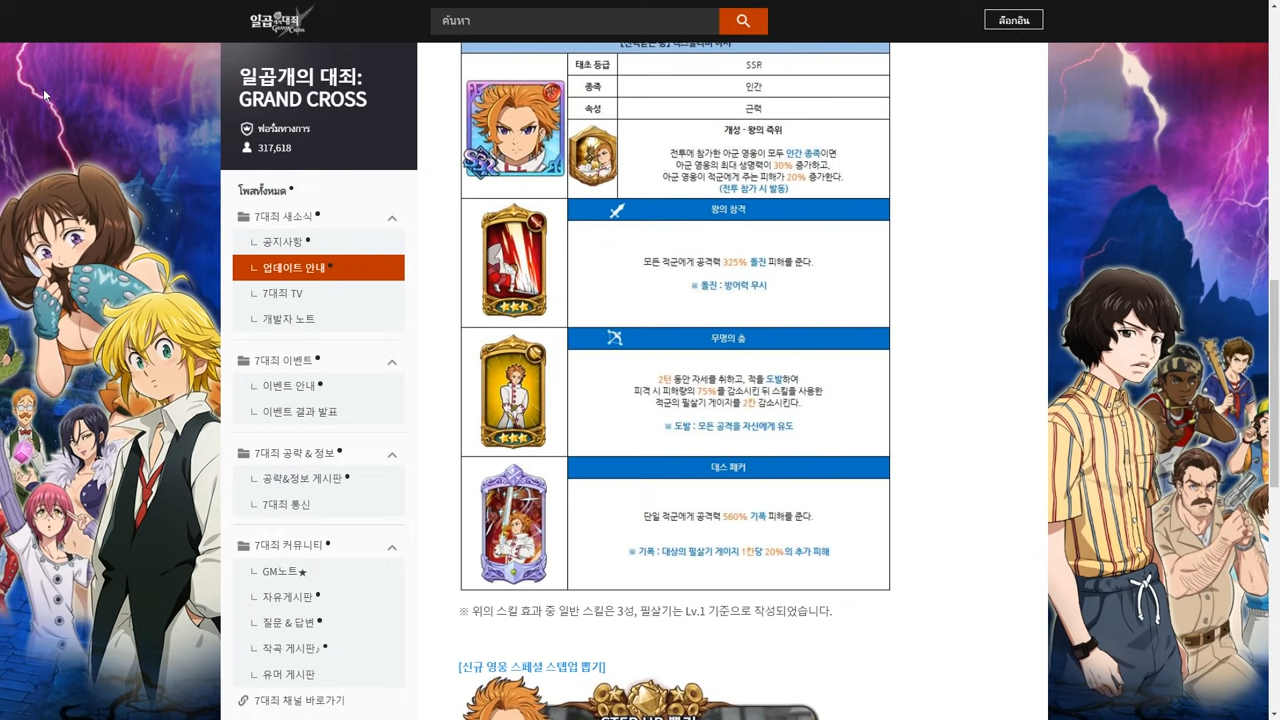 일곱개의대죄
GRAND CROSS
ค้นหา
ล็อกอิน
일곱개의 대죄:
GRAND CROSS
ฟอรั่มทางการ
317,618
โพสทั้งหมด
7대죄 새소식
ㄴ 공지사항
ㄴ 업데이트 안내
ㄴ 7대죄 TV
ㄴ 개발자 노트
7대죄 이벤트
ㄴ 이벤트 안내
ㄴ 이벤트 결과 발표
7대죄 공략 & 정보
ㄴ 공략&정보 게시판
ㄴ 7대죄 통신
7대죄 커뮤니티
ㄴ GM노트★
ㄴ 자유게시판
ㄴ 질문 & 답변
ㄴ 작곡 게시판♪
ㄴ 유머 게시판
7대죄 채널 바로가기
태초 등급
SSR
종족
인간
속성
근력
SSR
개성 - 왕의 즉위
전투에 참가한 아군 영웅이 모두 인간 종족이면
아군 영웅의 최대 생명력이 30% 증가하고,
아군 영웅이 적군에게 주는 피해가 20% 증가한다.
(전투 참가 시 발동)
왕의 참격
모든 적군에게 공격력 325% 돌진 피해를 준다.
※ 돌진 : 방어력 무시
무명의 춤
2턴 동안 자세를 취하고, 적을 도발하여
피격 시 피해량의 75%를 감소시킨 뒤 스킬을 사용한
적군의 필살기 게이지를 2칸 감소시킨다.
※ 도발 : 모든 공격을 자신에게 유도
데스 페커
단일 적군에게 공격력 560% 기폭 피해를 준다.
※ 기폭 : 대상의 필살기 게이지 1칸당 20%의 추가 피해
※ 위의 스킬 효과 중 일반 스킬은 3성, 필살기는 Lv.1 기준으로 작성되었습니다.
[신규 영웅 스페셜 스텝업 뽑기]
STEP UP 뽑기